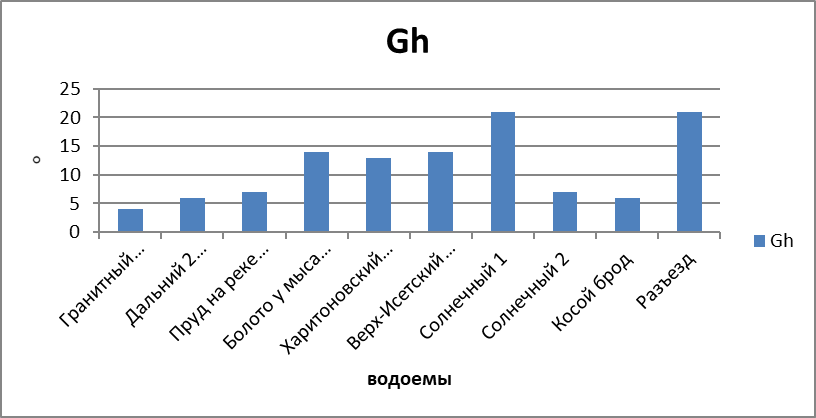 Gh
25
20
15
10
5
0
°
Гранитный...
Дальний 2...
Пруд на реке...
Болото у мыса...
Харитоновский...
Верх-Исетский...
Солнечный 1
Солнечный 2
Косой брод
Разъезд
водоемы
Gh